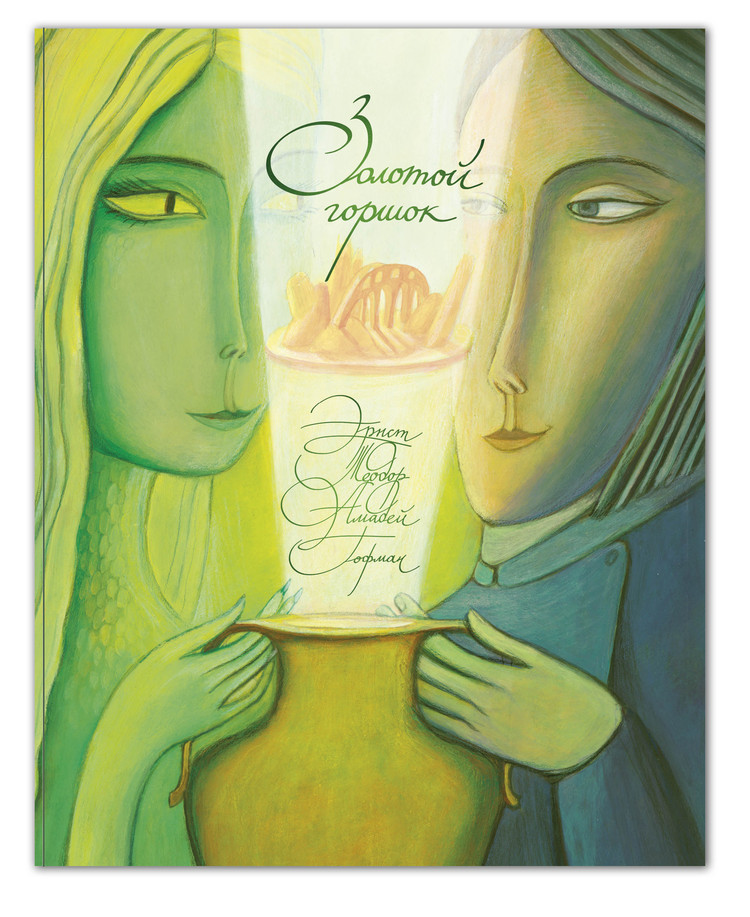 Золотой
горшок
Эрнст
Теодор
Амадей
Гофман